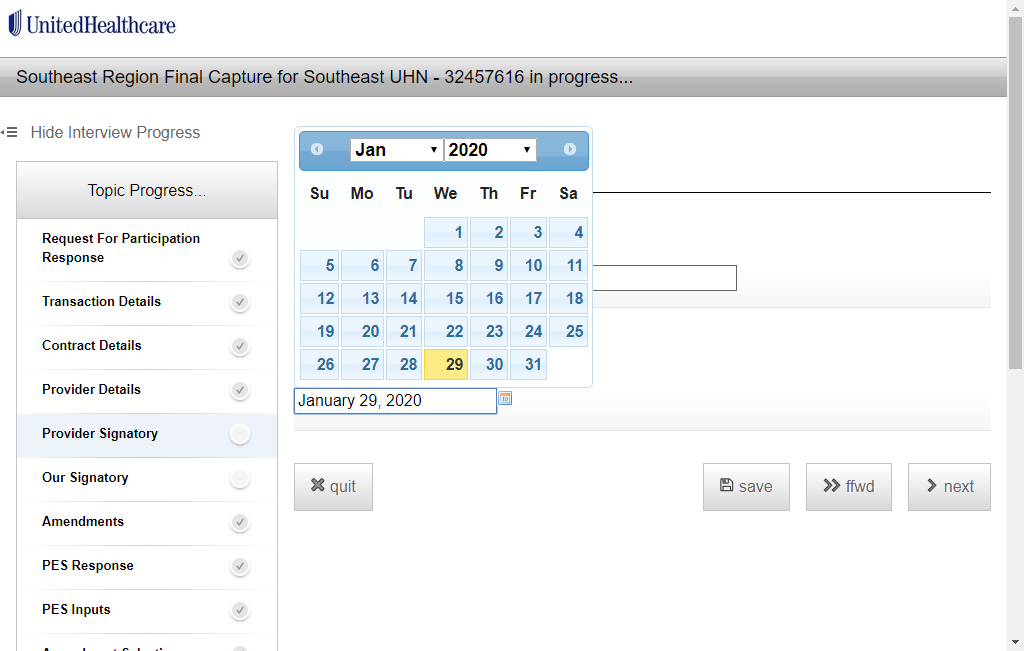 UnitedHealthcare
Southeast Region Final Capture for Southeast UHN - 32457616 in progress...
Hide Interview Progress
Topic Progress...
Request For Participation
Response
Transaction Details
Contract Details
Provider Details
Provider Signatory
Our Signatory
Amendments
PES Response
PES Inputs
Jan 2020
Su Mo Tu We Th Fr Sa
1 2 3 4
5 6 7 8 9 10 11
12 13 14 15 16 17 18
19 20 21 22 23 24 25
26 27 28 29 30 31
January 29, 2020
quit save ffwd next